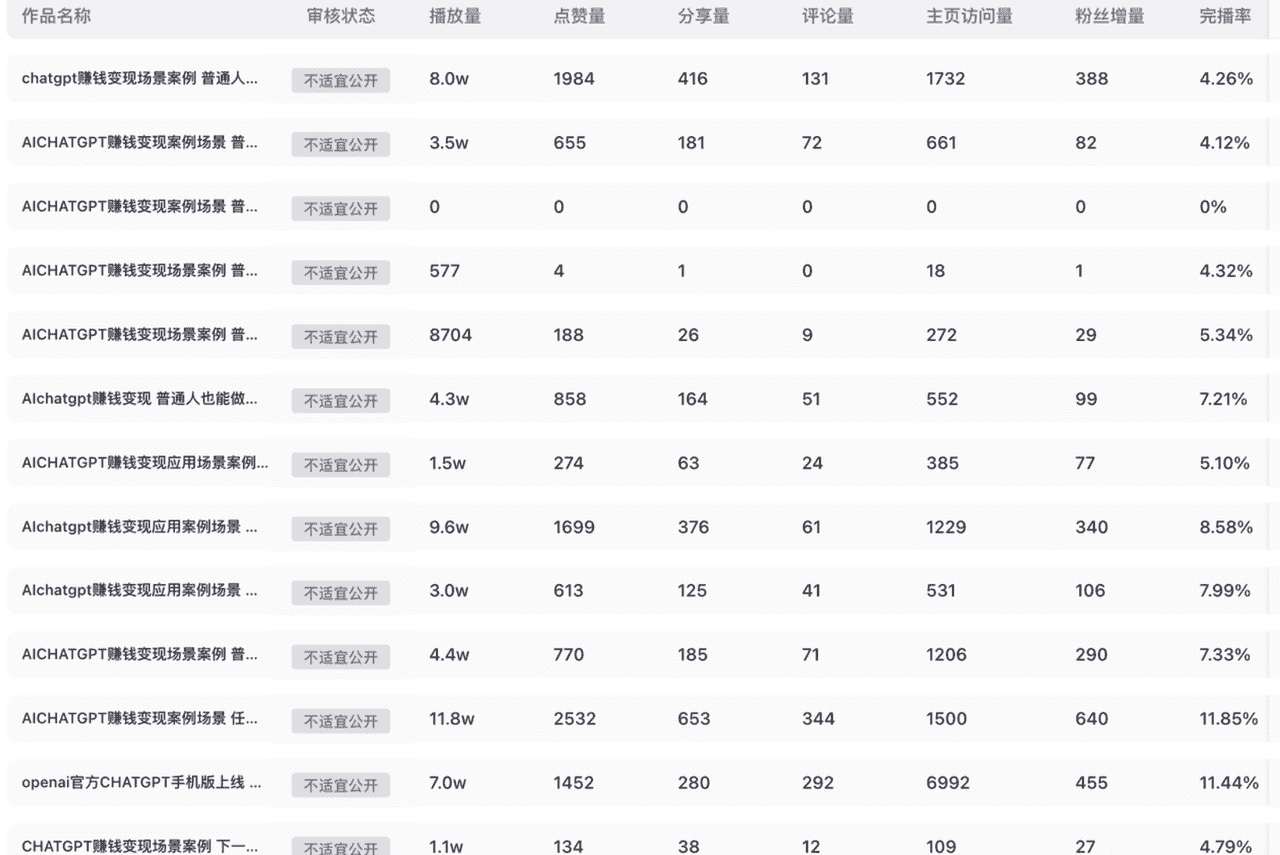 作品名称 审核状态 播放量 点赞量 分享量 评论量 主页访问量 粉丝增量 完播率
chatgpt赚钱变现场景案例 普通人... 不适宜公开 8.0w 1984 416 131 1732 388 4.26%
AICHATGPT赚钱变现案例场景 普... 不适宜公开 3.5w 655 181 72 661 82 4.12%
AICHATGPT赚钱变现案例场景 普... 不适宜公开 0 0 0 0 0 0 0%
AICHATGPT赚钱变现场景案例 普... 不适宜公开 577 4 1 0 18 1 4.32%
AICHATGPT赚钱变现场景案例 普... 不适宜公开 8704 188 26 9 272 29 5.34%
AIchatgpt赚钱变现 普通人也能做... 不适宜公开 4.3w 858 164 51 552 99 7.21%
AICHATGPT赚钱变现应用场景案例... 不适宜公开 1.5w 274 63 24 385 77 5.10%
AIchatgpt赚钱变现应用案例场景 ... 不适宜公开 9.6w 1699 376 61 1229 340 8.58%
AIchatgpt赚钱变现应用案例场景 ... 不适宜公开 3.0w 613 125 41 531 106 7.99%
AICHATGPT赚钱变现场景案例 普... 不适宜公开 4.4w 770 185 71 1206 290 7.33%
AICHATGPT赚钱变现案例场景 任... 不适宜公开 11.8w 2532 653 344 1500 640 11.85%
openai官方CHATGPT手机版上线 ... 不适宜公开 7.0w 1452 280 292 6992 455 11.44%
CHATGPT赚钱变现场景案例 下一... 不适宜公开 1.1w 134 38 12 109 27 4.79%